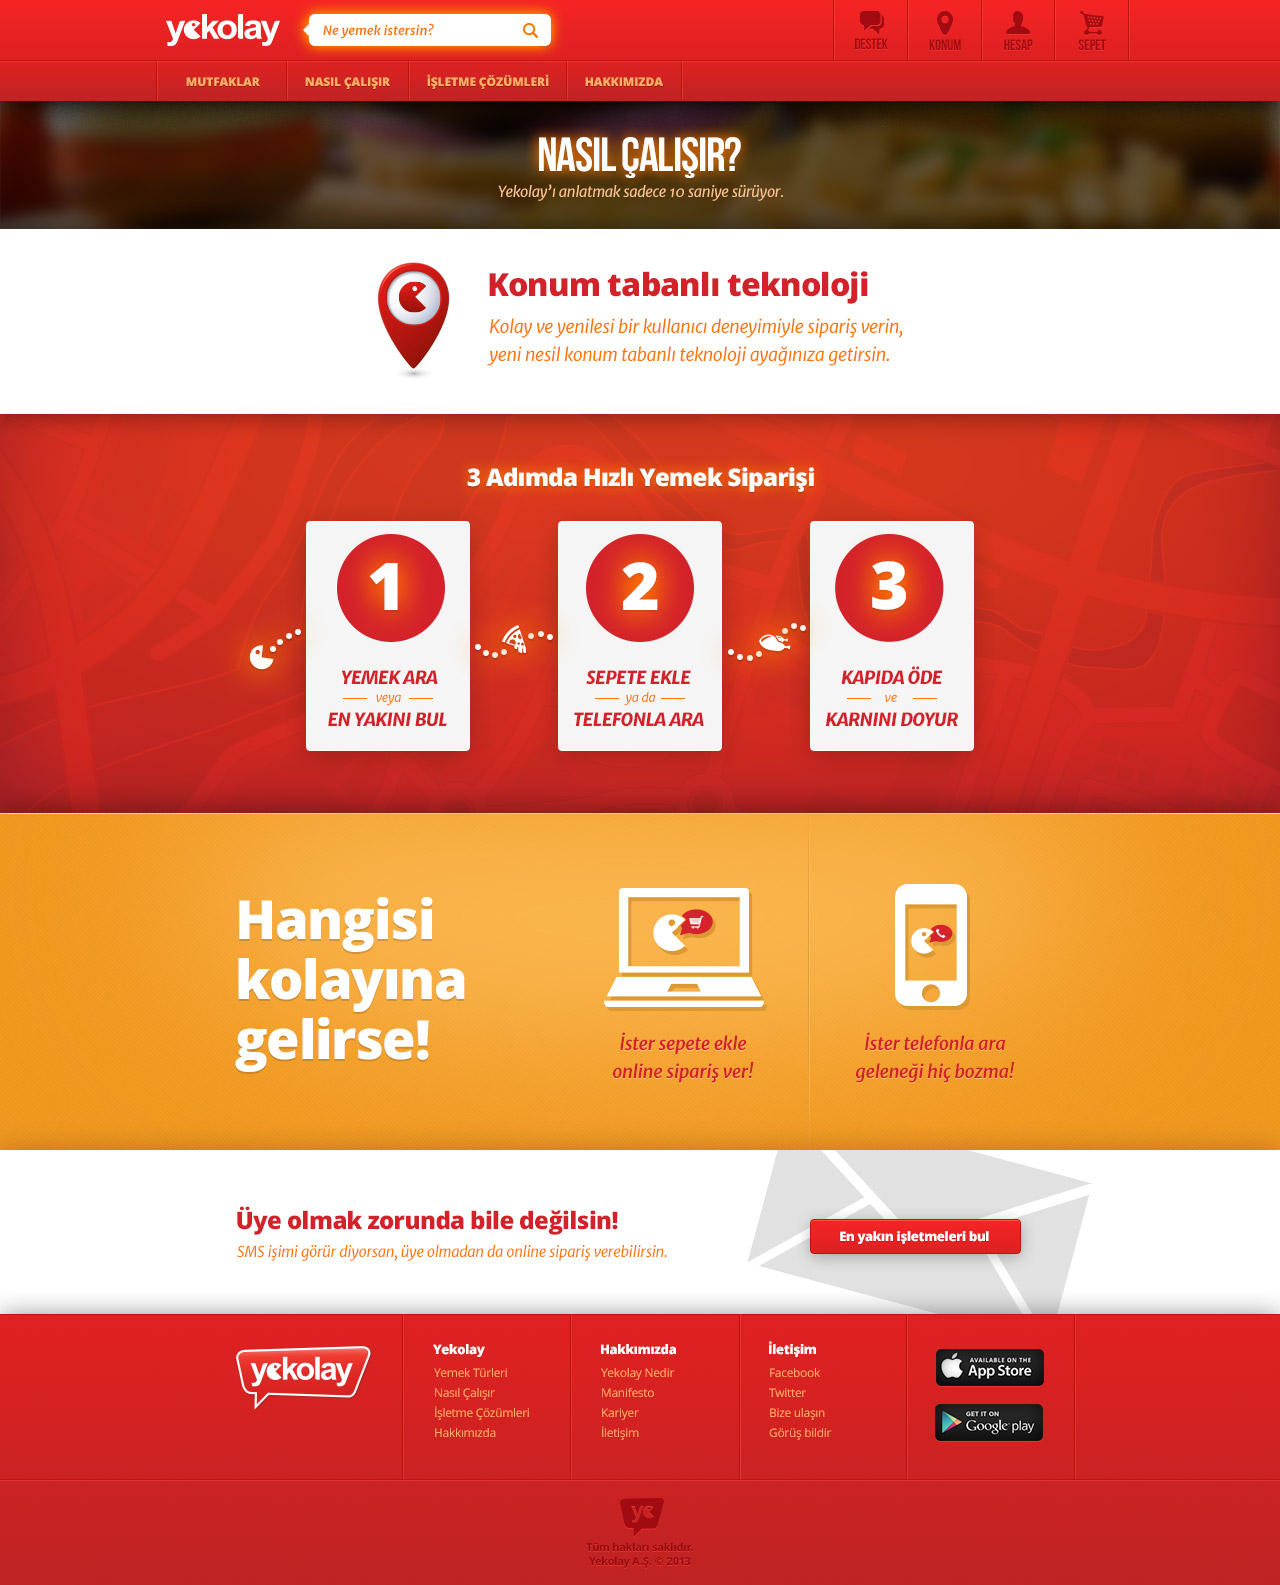 yekolay
Ne yemek istersin?
DESTEK
KONUM
HESAP
SEPET
MUTFAKLAR
NASIL ÇALIŞIR
İŞLETME ÇÖZÜMLERİ
HAKKIMIZDA
NASIL ÇALIŞIR?
Yekolay'ı anlatmak sadece 10 saniye sürüyor.
Konum tabanlı teknoloji
Kolay ve yenilesi bir kullanıcı deneyimiyle sipariş verin,
yeni nesil konum tabanlı teknoloji ayağınıza getirsin.
3 Adımda Hızlı Yemek Siparişi
1
YEMEK ARA
veya
EN YAKINI BUL
2
SEPETE EKLE
ya da
TELEFONLA ARA
3
KAPIDA ÖDE
ve
KARNINI DOYUR
Hangisi
kolayına
gelirse!
İster sepete ekle
online sipariş ver!
İster telefonla ara
geleneği hiç bozma!
Üye olmak zorunda bile değilsin!
SMS işimi görür diyorsan, üye olmadan da online sipariş verebilirsin.
En yakın işletmeleri bul
yekolay
Yekolay
Yemek Türleri
Nasıl Çalışır
İşletme Çözümleri
Hakkımızda
Hakkımızda
Yekolay Nedir
Manifesto
Kariyer
İletişim
İletişim
Facebook
Twitter
Bize ulaşın
Görüş bildir
AVAILABLE ON THE
App Store
GET IT ON
Google play
ye
Tüm hakları saklıdır.
Yekolay A.Ş. © 2013